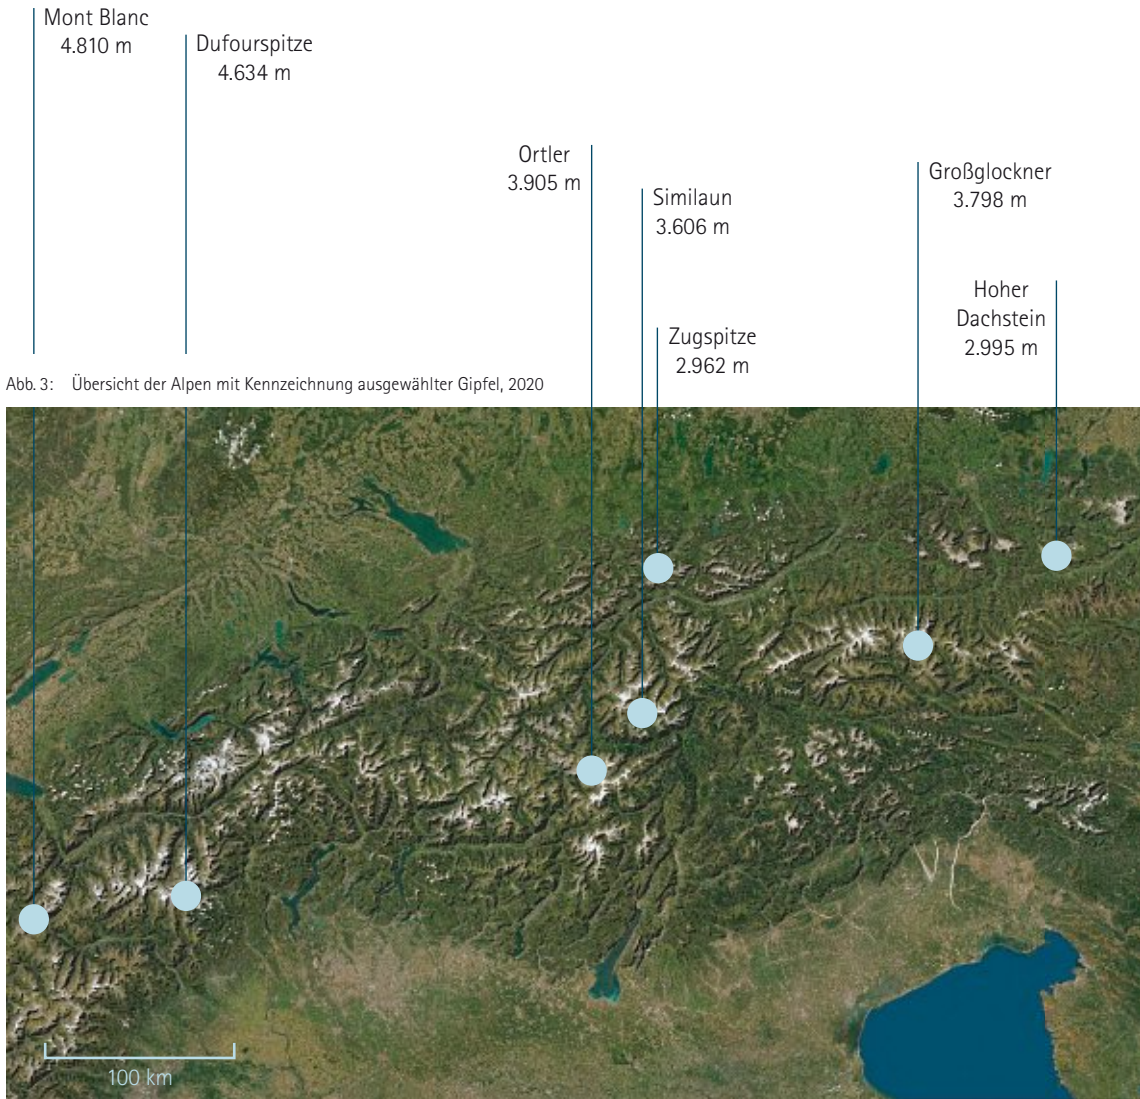 Mont Blanc
4.810 m
Dufourspitze
4.634 m
Ortler
3.905 m
Similaun
3.606 m
Großglockner
3.798 m
Hoher
Dachstein
2.995 m
Zugspitze
2.962 m
Abb. 3: Übersicht der Alpen mit Kennzeichnung ausgewählter Gipfel, 2020
100 km